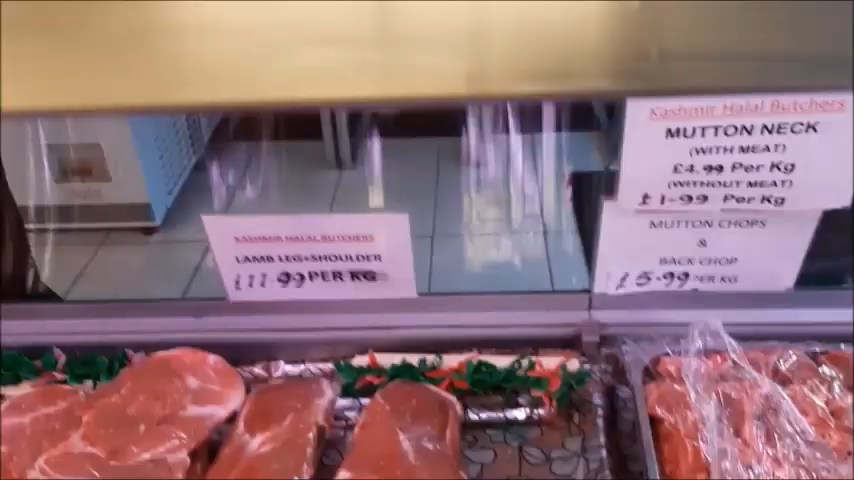 KASHMIR HALAL BUTCHERS
LAMB LEG+SHOULDER
£11.99 PER KG
Kashmir Halal Butchers
MUTTON NECK
(WITH MEAT)
£4.99 Per Kg
(WITHOUT MEAT)
£1-99 Per Kg
MUTTON CHOPS
&
BACK CHOP
£5.99 PER KG